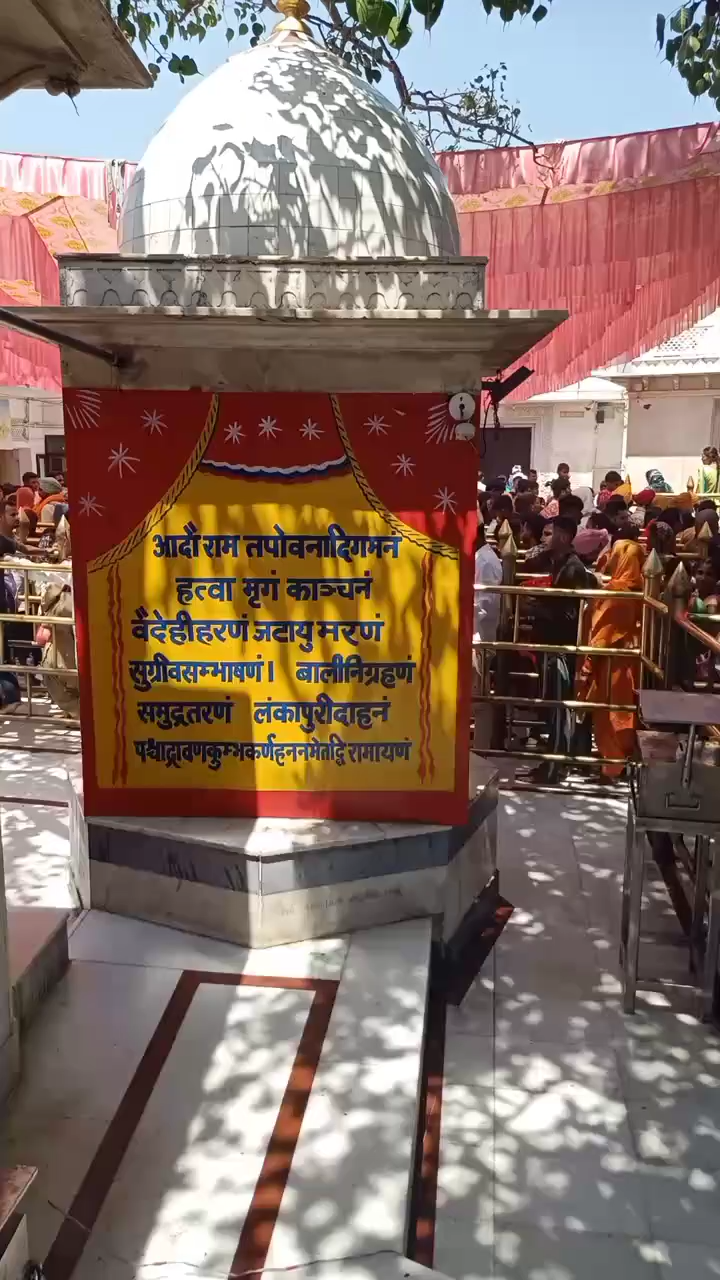 आदौ राम तपोवनादिगमनं
हत्वा मृगं काञ्चनं
वैदेहीहरणं जटायु मरणं
सुग्रीवसम्भाषणं। बालीनिग्रहणं
समुद्रतरणं लंकापुरीदाहनं
पश्चाद्रावणकुम्भकर्णहननमेतद्धि रामायणं